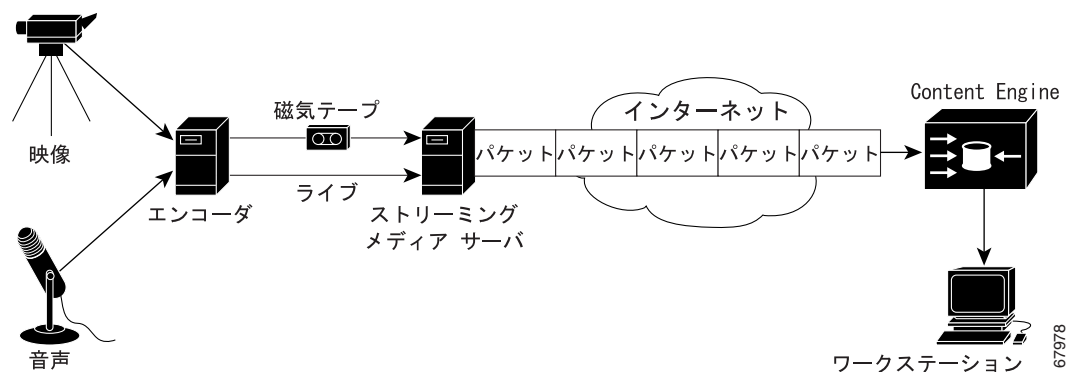 映像
音声
エンコーダ
磁気テープ
ライブ
ストリーミング
メディア サーバ
インターネット
パケット
パケット
パケット
パケット
パケット
Content Engine
ワークステーション
67978